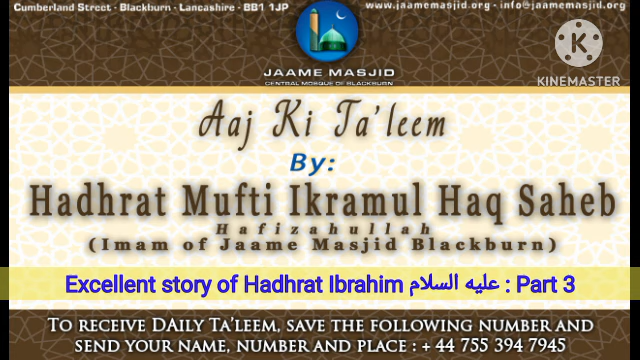 Cumberland Street - Blackburn - Lancashire - BB1 1JP
www.jaamemasjid.org - info@jaamemasjid.org
KINEMASTER
JAAME MASJID
CENTRAL MOSQUE OF BLACKBURN
Aaj Ki Ta'leem
By:
Hadhrat Mufti Ikramul Haq Saheb
Hafizahullah
(Imam of Jaame Masjid Blackburn)
Excellent story of Hadhrat Ibrahim عليه السلام : Part 3
To receive DAily Ta'leem, save the following number and
send your name, number and place : + 44 755 394 7945